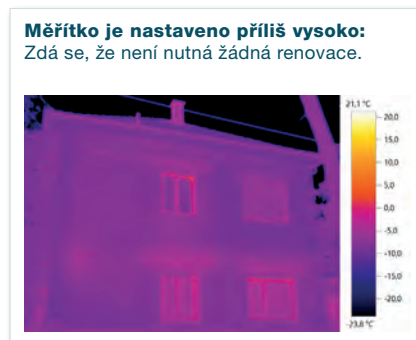 Měřítko je nastaveno příliš vysoko:
Zdá se, že není nutná žádná renovace.
21,1 °C
20,0
15,0
10,0
5,0
0,0
-5,0
-10,0
-15,0
-20,0
-23,8 °C